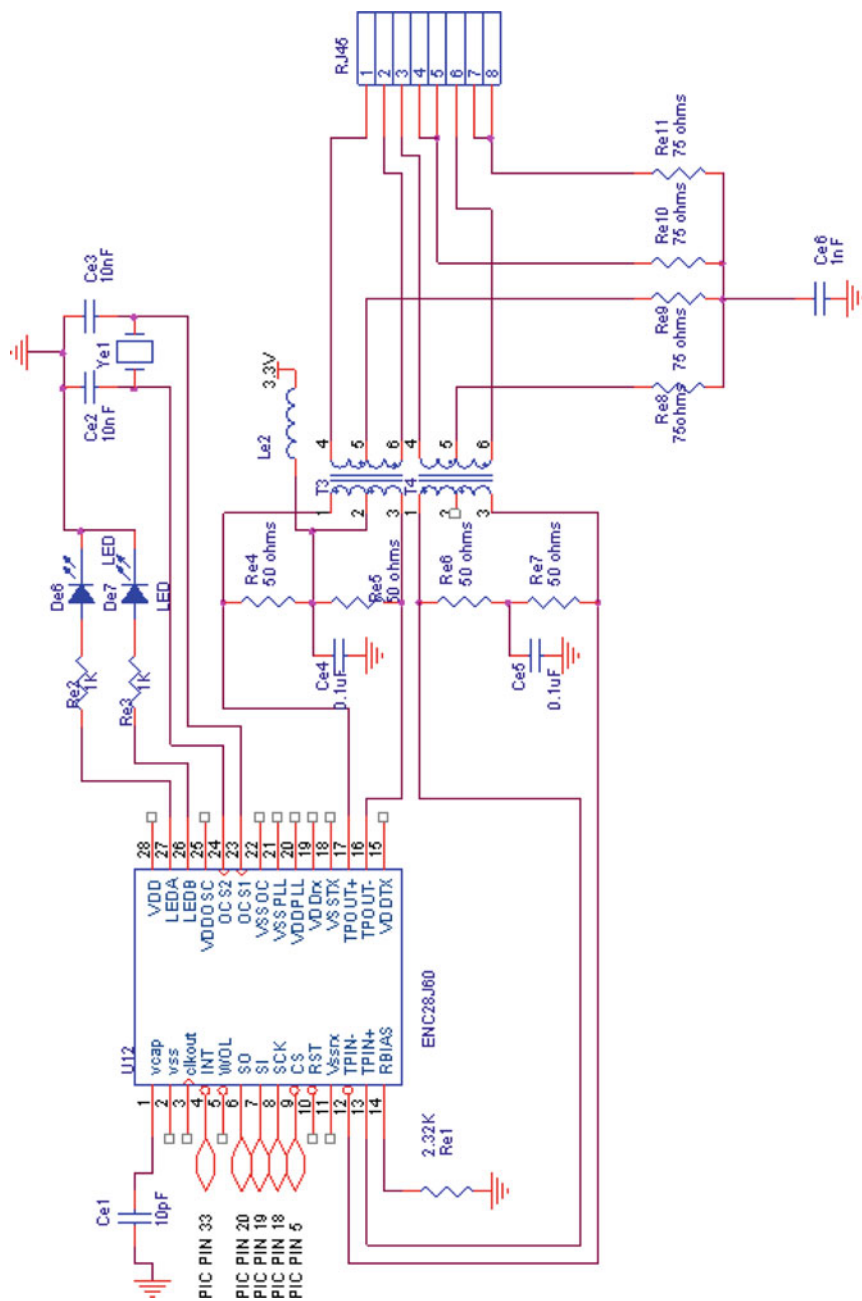 RJ45
1
2
3
4
5
6
7
8
Re11
75 ohms
Re10
75 ohms
Re9
75 ohms
Re8
75ohms
Ce6
1nF
Ce3
10nF
Ye1
Ce2
10nF
3.3V
Le2
T3
1
2
3
4
5
6
T4
1
2
3
4
5
6
De6
LED
De7
LED
Re2
1K
Re3
1K
Re4
50 ohms
Re5
50 ohms
Re6
50 ohms
Re7
50 ohms
Ce4
0.1uF
Ce5
0.1uF
U12
ENC28J60
1 vcap
2 vss
3 clkout
4 INT
5 WOL
6 SO
7 SI
8 SCK
9 CS
10 RST
11 Vssrx
12 TPIN-
13 TPIN+
14 RBIAS
28 VDD
27 LEDA
26 LEDB
25 VDDOSC
24 OCS2
23 OCS1
22 VSSOC
21 VSSPLL
20 VDDPLL
19 VDDrx
18 VSSTX
17 TPOUT+
16 TPOUT-
15 VDDTX
Ce1
10pF
PIC PIN 33
PIC PIN 20
PIC PIN 19
PIC PIN 18
PIC PIN 5
2.32K
Re1